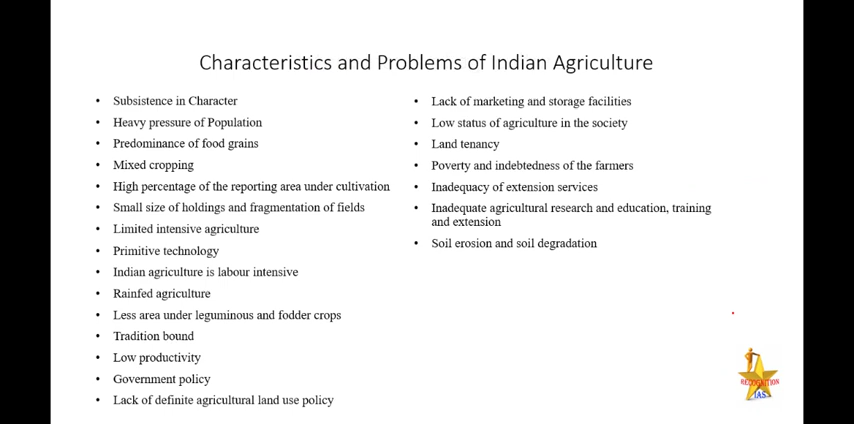 Characteristics and Problems of Indian Agriculture
• Subsistence in Character
• Heavy pressure of Population
• Predominance of food grains
• Mixed cropping
• High percentage of the reporting area under cultivation
• Small size of holdings and fragmentation of fields
• Limited intensive agriculture
• Primitive technology
• Indian agriculture is labour intensive
• Rainfed agriculture
• Less area under leguminous and fodder crops
• Tradition bound
• Low productivity
• Government policy
• Lack of definite agricultural land use policy
• Lack of marketing and storage facilities
• Low status of agriculture in the society
• Land tenancy
• Poverty and indebtedness of the farmers
• Inadequacy of extension services
• Inadequate agricultural research and education, training
and extension
• Soil erosion and soil degradation
RECOGNITION
IAS